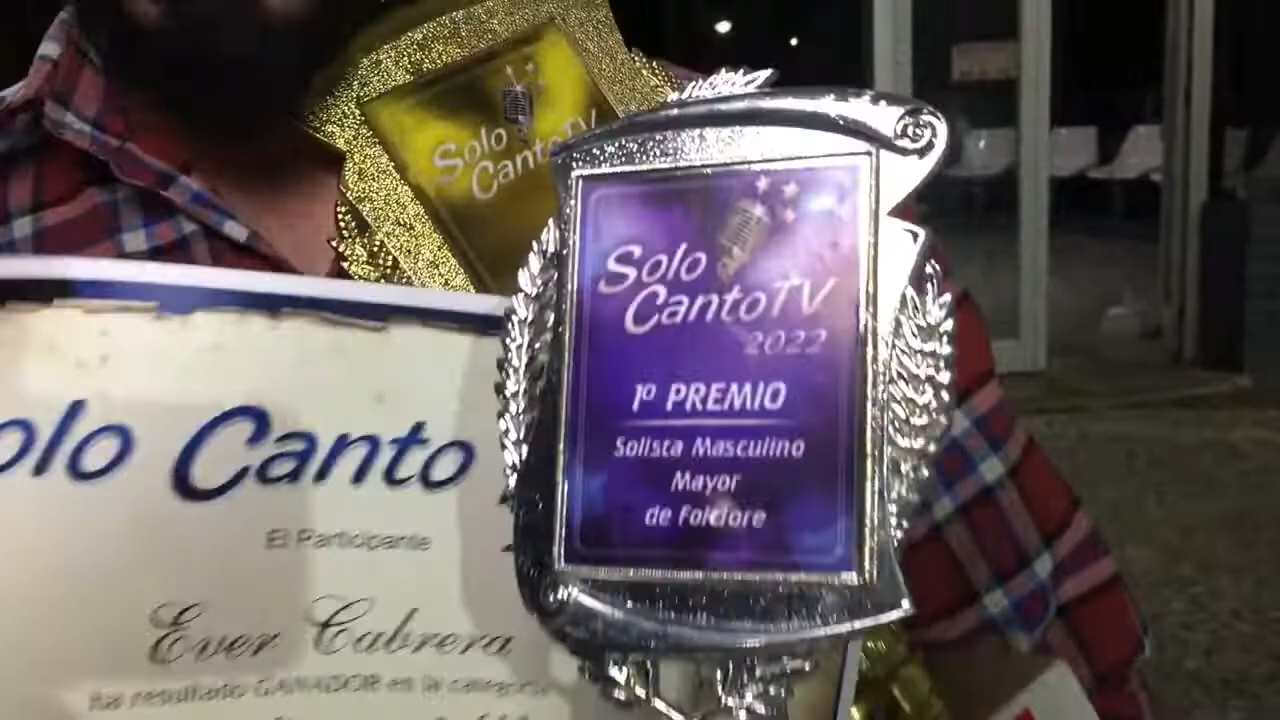 Solo
CantoTV
Solo
CantoTV
2022
1º PREMIO
Solista Masculino
Mayor
de Folclore
olo Canto
El Participante
Ever Cabrera
ha resultado GANADOR en la categoría